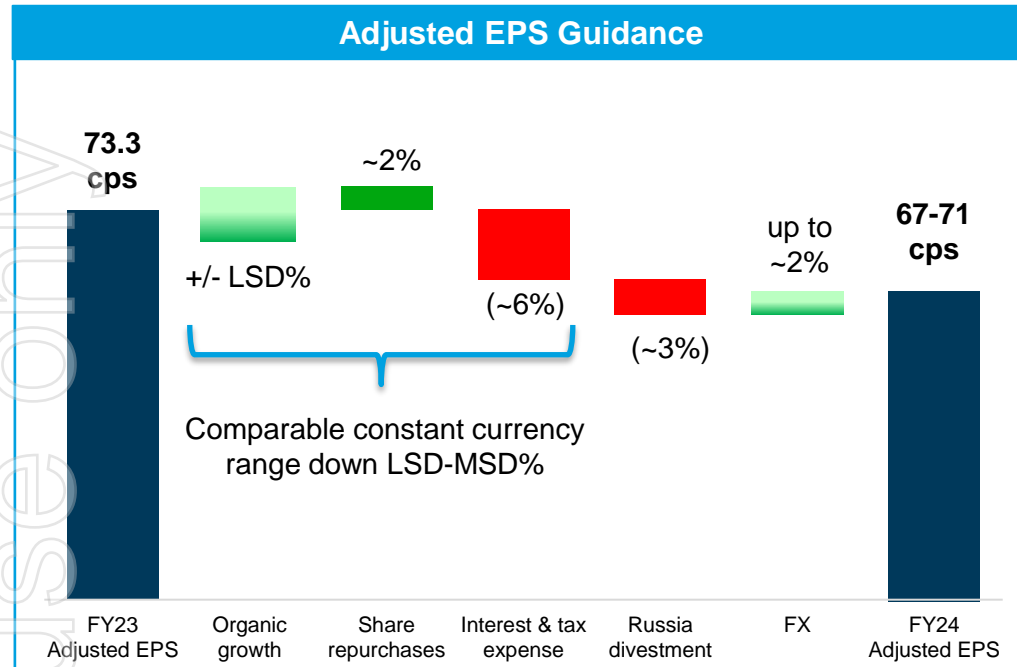 Adjusted EPS Guidance
73.3
cps
~2%
+/- LSD%
(~6%)
(~3%)
up to
~2%
67-71
cps
Comparable constant currency
range down LSD-MSD%
FY23
Adjusted EPS
Organic
growth
Share
repurchases
Interest & tax
expense
Russia
divestment
FX
FY24
Adjusted EPS
use only